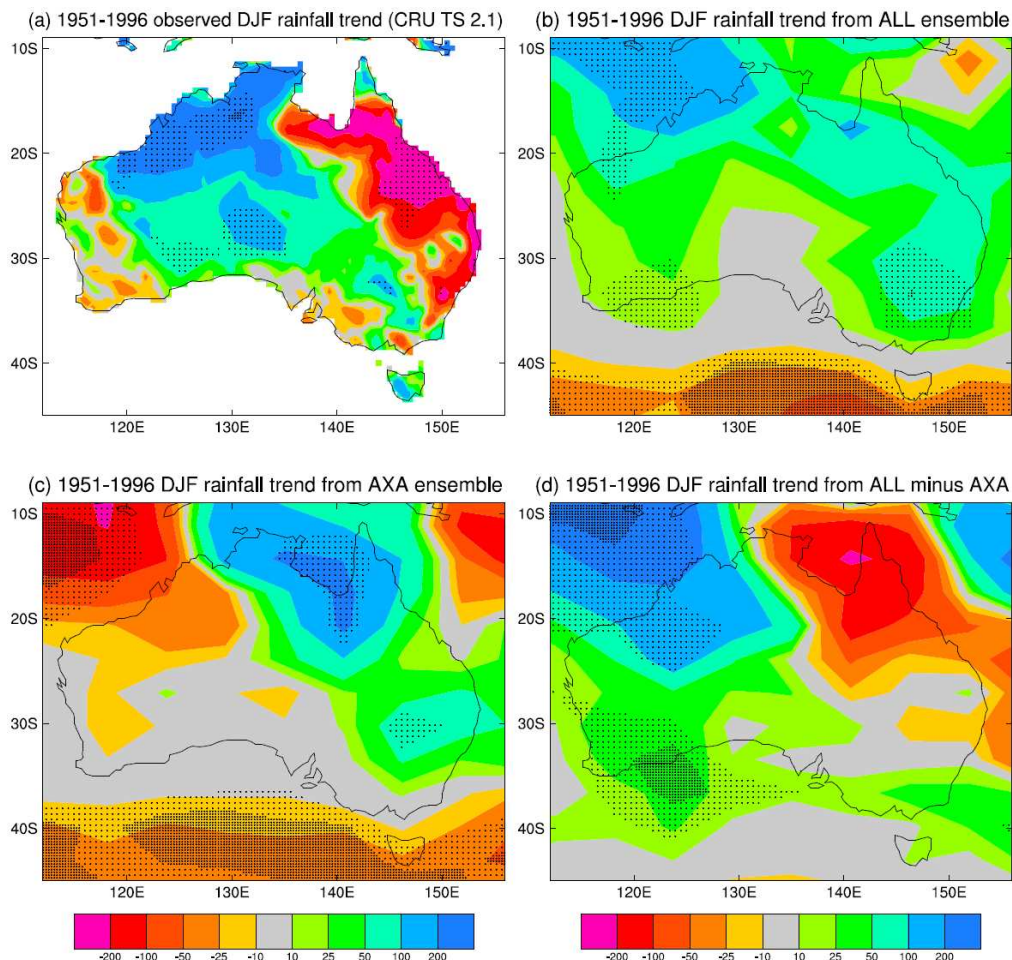 (a) 1951-1996 observed DJF rainfall trend (CRU TS 2.1)
(b) 1951-1996 DJF rainfall trend from ALL ensemble
10S
20S
30S
40S
120E 130E 140E 150E
10S
20S
30S
40S
120E 130E 140E 150E
(c) 1951-1996 DJF rainfall trend from AXA ensemble
(d) 1951-1996 DJF rainfall trend from ALL minus AXA
10S
20S
30S
40S
120E 130E 140E 150E
10S
20S
30S
40S
120E 130E 140E 150E
-200 -100 -50 -25 -10 10 25 50 100 200
-200 -100 -50 -25 -10 10 25 50 100 200